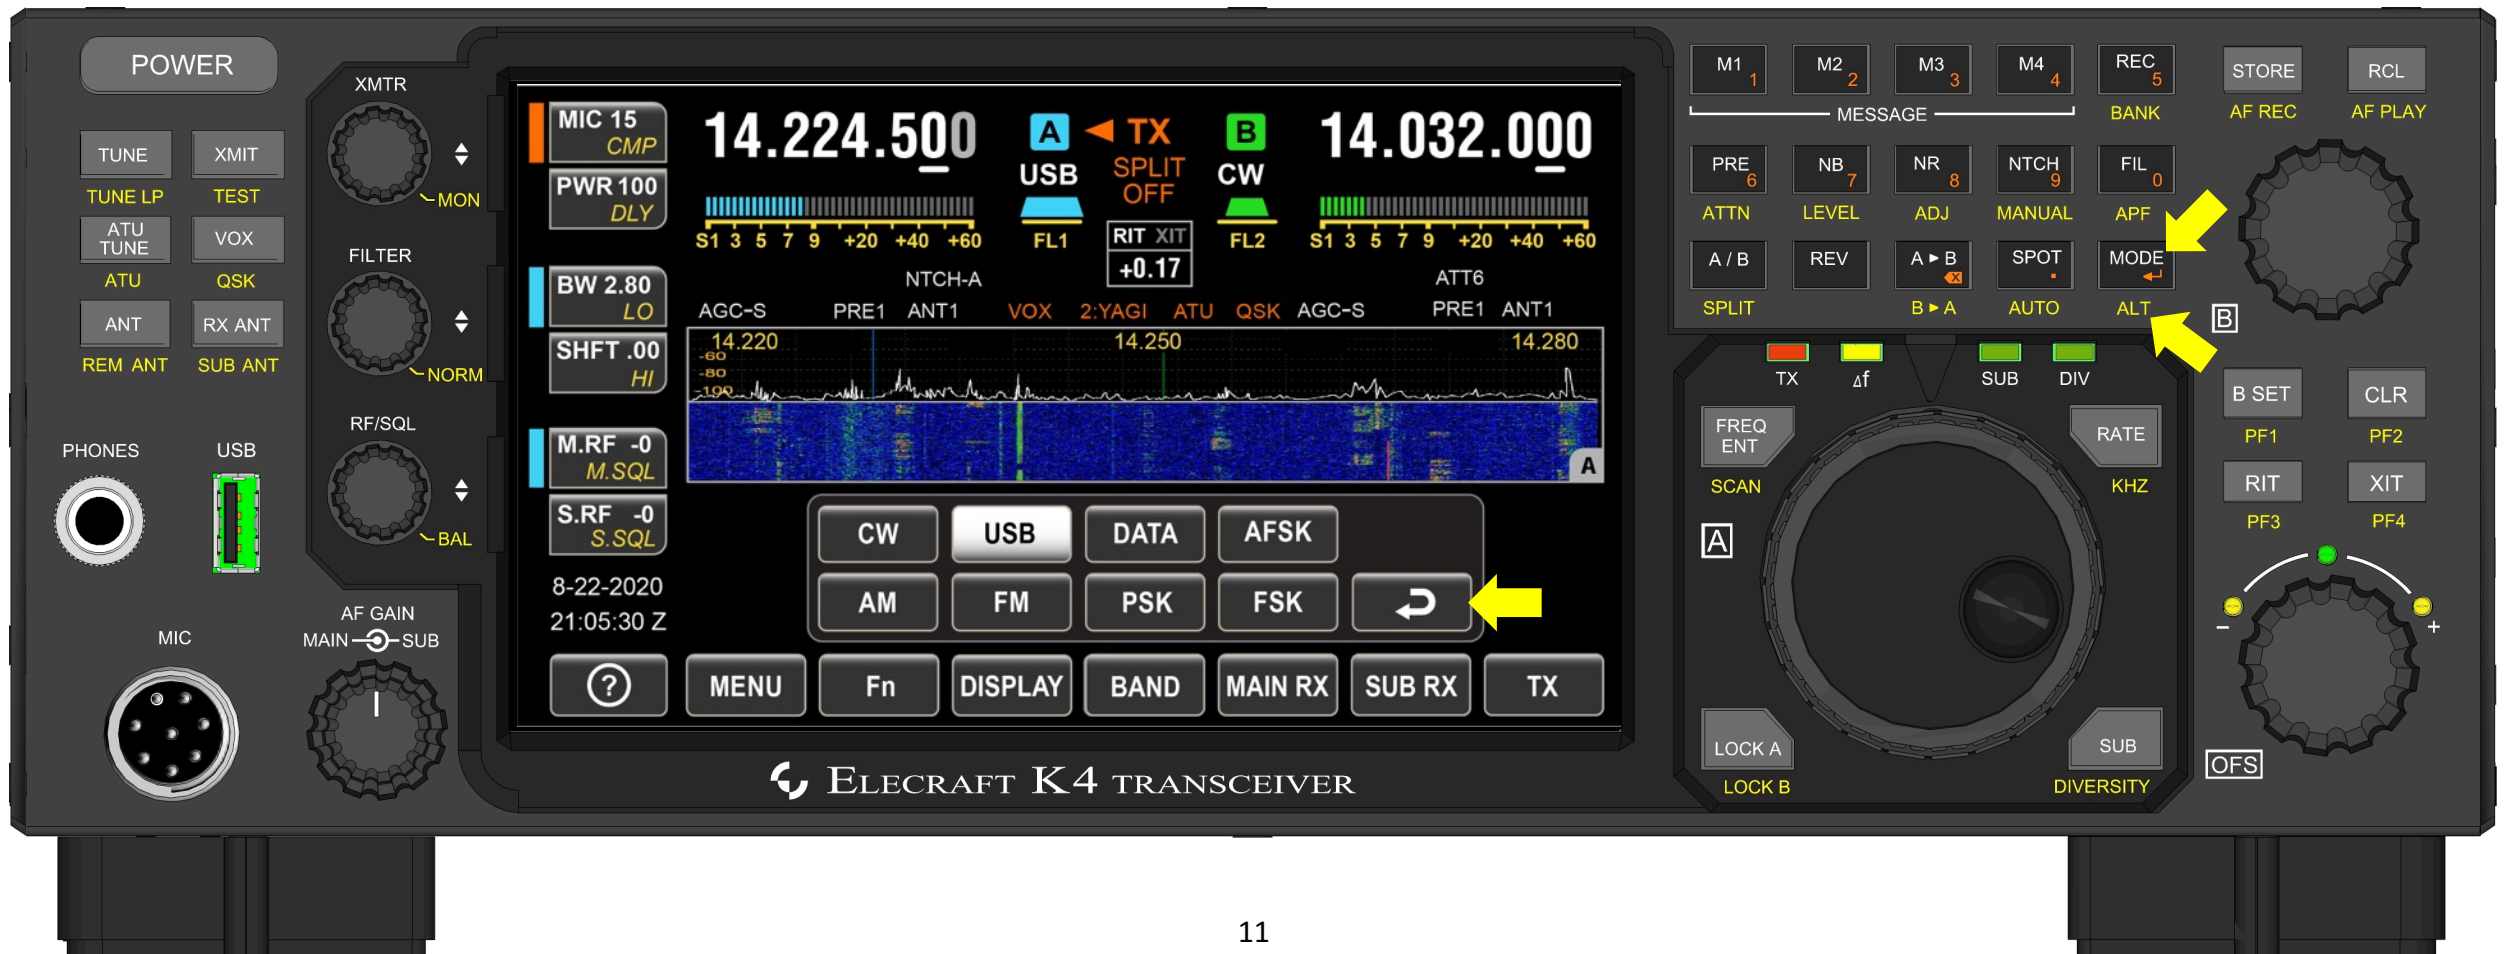 POWER
TUNE
TUNE LP
XMIT
TEST
ATU
TUNE
ATU
VOX
QSK
ANT
REM ANT
RX ANT
SUB ANT
PHONES
USB
MIC
XMTR
MON
FILTER
NORM
RF/SQL
BAL
AF GAIN
MAIN SUB
MIC 15
CMP
PWR 100
DLY
BW 2.80
LO
SHFT .00
HI
M.RF -0
M.SQL
S.RF -0
S.SQL
8-22-2020
21:05:30 Z
14.224.500
A ◄ TX B
14.032.000
USB
SPLIT
OFF
CW
S1 3 5 7 9 +20 +40 +60
FL1
RIT XIT
+0.17
FL2
S1 3 5 7 9 +20 +40 +60
NTCH-A
ATT6
AGC-S PRE1 ANT1 VOX 2:YAGI ATU QSK AGC-S PRE1 ANT1
14.220 14.250 14.280
-60
-80
-100
A
CW USB DATA AFSK
AM FM PSK FSK
? MENU Fn DISPLAY BAND MAIN RX SUB RX TX
ELECRAFT K4 TRANSCEIVER
M1 1 M2 2 M3 3 M4 4 REC 5
MESSAGE BANK
PRE 6 NB 7 NR 8 NTCH 9 FIL 0
ATTN LEVEL ADJ MANUAL APF
A / B REV A ► B SPOT . MODE
SPLIT B ► A AUTO ALT
STORE RCL
AF REC AF PLAY
B
TX Δf SUB DIV
FREQ
ENT
SCAN
RATE
KHZ
A
LOCK A
LOCK B
SUB
DIVERSITY
B SET CLR
PF1 PF2
RIT XIT
PF3 PF4
− +
OFS
11